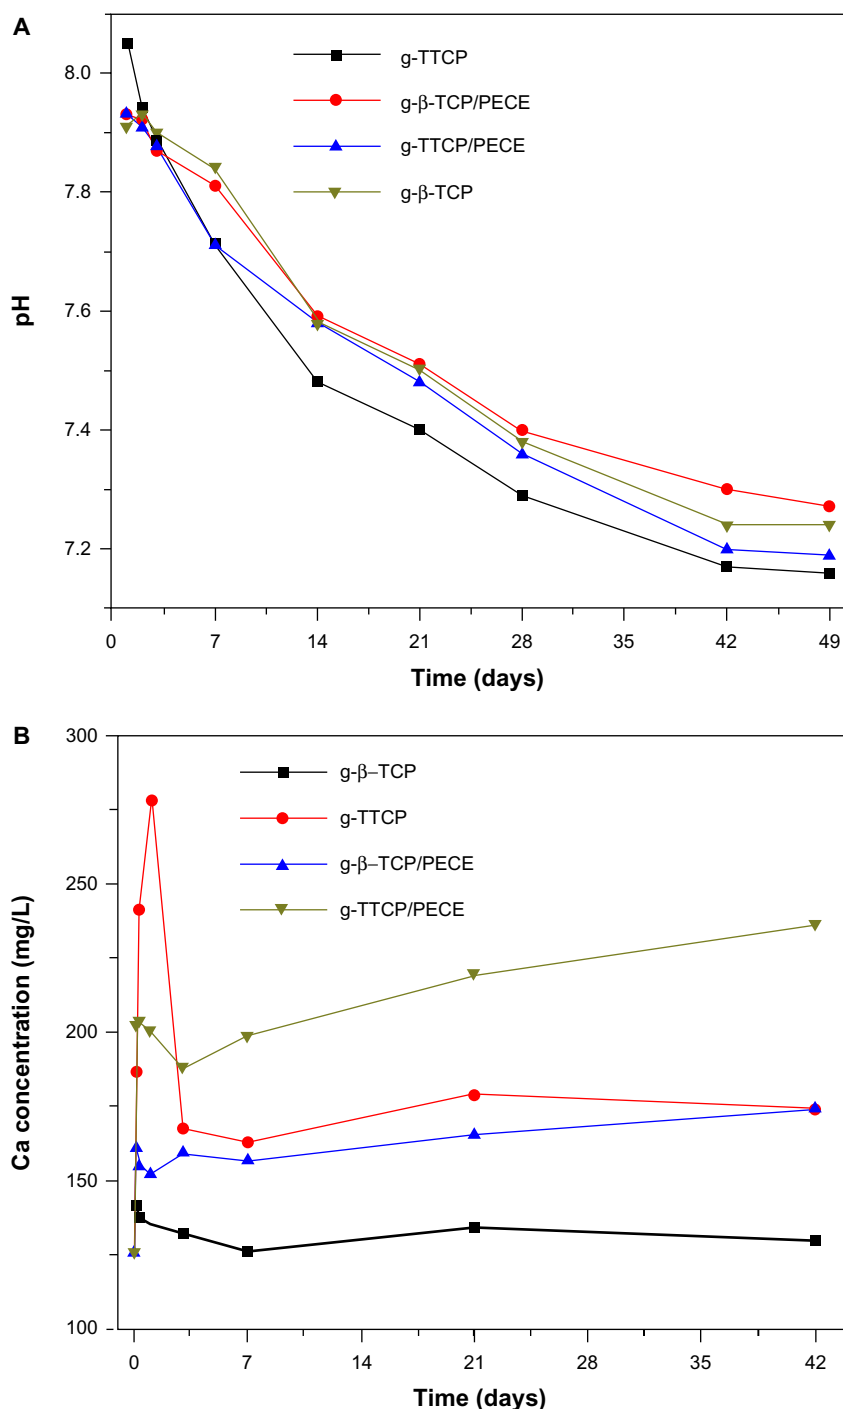 A
8.0
7.8
7.6
7.4
7.2
pH
g-TTCP
g-β-TCP/PECE
g-TTCP/PECE
g-β-TCP
0 7 14 21 28 35 42 49
Time (days)
B
300
250
200
150
100
Ca concentration (mg/L)
g-β–TCP
g-TTCP
g-β–TCP/PECE
g-TTCP/PECE
0 7 14 21 28 35 42
Time (days)